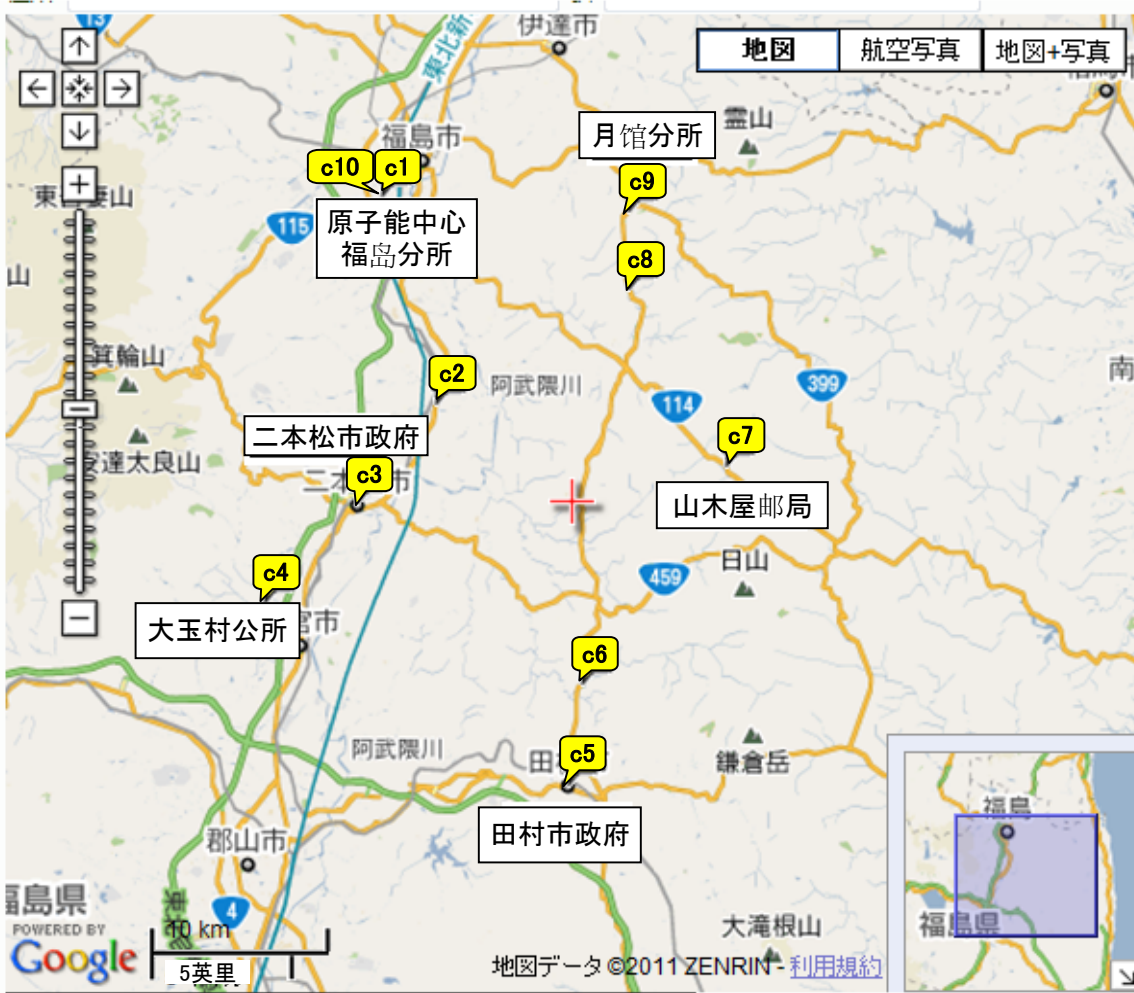 13
伊達市
東北新
地図
航空写真
地図+写真
福島市
月馆分所
霊山
c10
c1
c9
115
原子能中心
福岛分所
c8
山
箕輪山
c2
阿武隈川
399
南
114
二本松市政府
c7
安達太良山
c3
山木屋邮局
c4
459
日山
大玉村公所
宮市
c6
阿武隈川
c5
鎌倉岳
田村市政府
福島
郡山市
福島県
4
福島県
大滝根山
POWERED BY
Google
10 km
5英里
地図データ ©2011 ZENRIN - 利用規約